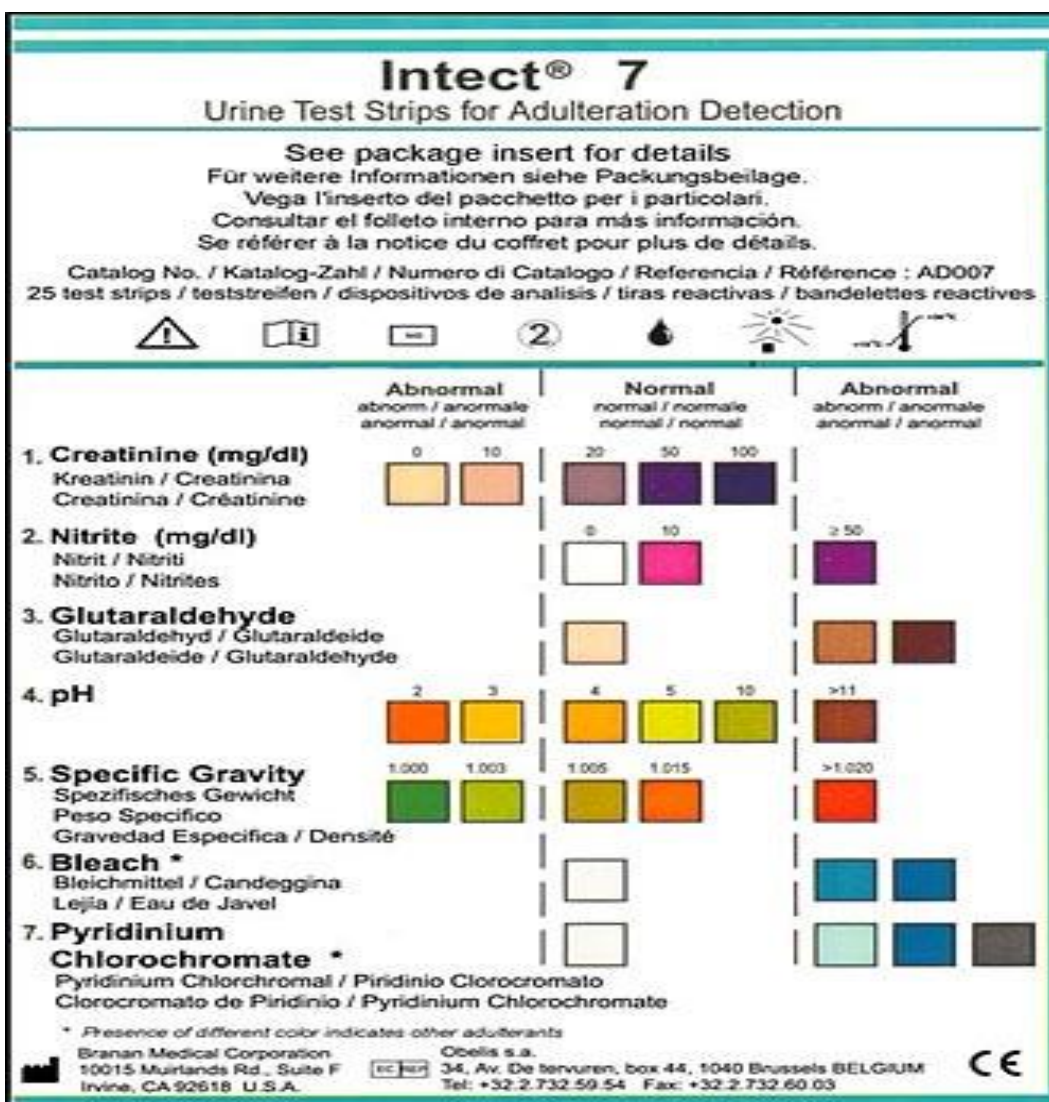 Intect® 7
Urine Test Strips for Adulteration Detection
See package insert for details
Für weitere Informationen siehe Packungsbeilage.
Vega l'inserto del pacchetto per i particolari.
Consultar el folleto interno para más información.
Se référer à la notice du coffret pour plus de détails.
Catalog No. / Katalog-Zahl / Numero di Catalogo / Referencia / Référence : AD007
25 test strips / teststreifen / dispositivos de analisis / tiras reactivas / bandelettes reactives
2
Abnormal Normal Abnormal
abnorm / anormale normal / normale abnorm / anormale
anormal / anormal normal / normal anormal / anormal
1. Creatinine (mg/dl) 0 10 20 50 100
Kreatinin / Creatinina
Creatinina / Créatinine
2. Nitrite (mg/dl) 0 10 ≥ 50
Nitrit / Nitriti
Nitrito / Nitrites
3. Glutaraldehyde
Glutaraldehyd / Glutaraldeide
Glutaraldeide / Glutaraldehyde
4. pH 2 3 4 5 10 >11
5. Specific Gravity 1.000 1.003 1.005 1.015 >1.020
Spezifisches Gewicht
Peso Specifico
Gravedad Especifica / Densité
6. Bleach *
Bleichmittel / Candeggina
Lejía / Eau de Javel
7. Pyridinium
Chlorochromate *
Pyridinium Chlorchromal / Piridinio Clorocromato
Clorocromato de Piridinio / Pyridinium Chlorochromate
* Presence of different color indicates other adulterants
Branan Medical Corporation
10015 Muirlands Rd., Suite F
Irvine, CA 92618 U.S.A.
EC REP
Obelis s.a.
34, Av. De tervuren, box 44, 1040 Brussels BELGIUM
Tel: +32.2.732.59.54 Fax: +32.2.732.60.03
CE